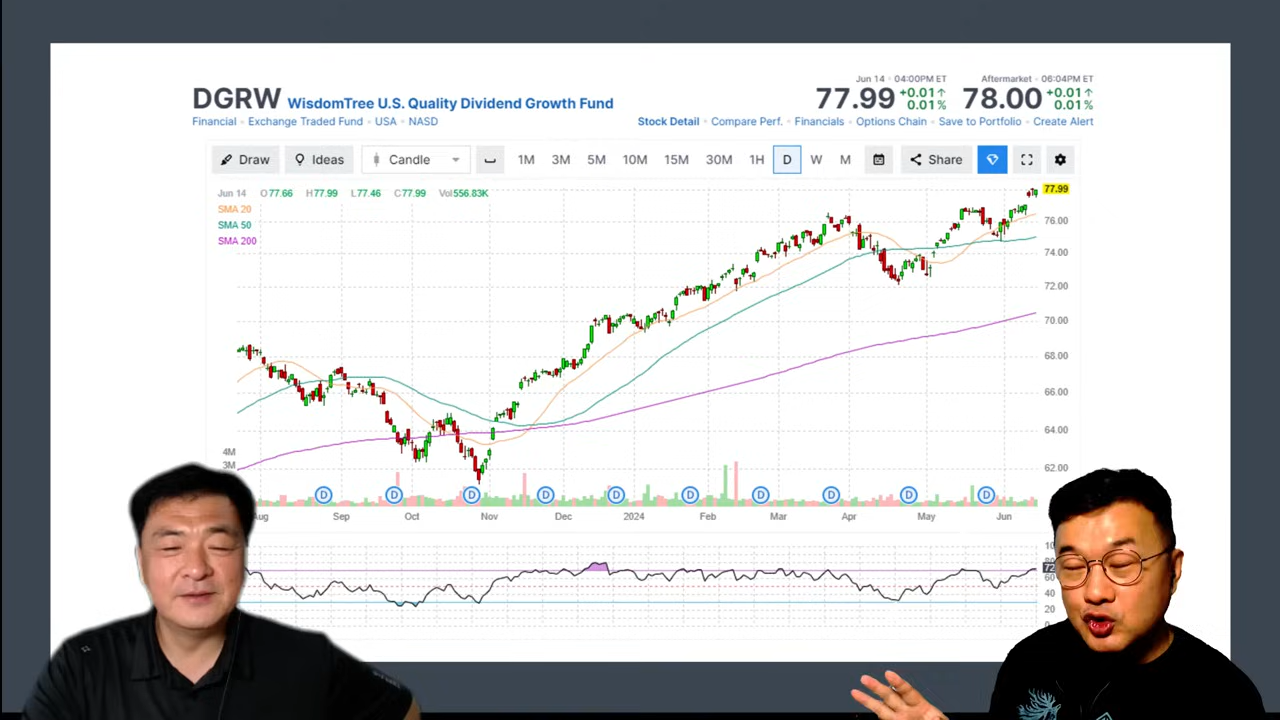 Jun 14 · 04:00PM ET Aftermarket · 06:04PM ET
DGRW WisdomTree U.S. Quality Dividend Growth Fund 77.99 +0.01↑ 0.01% 78.00 +0.01↑ 0.01%
Financial · Exchange Traded Fund · USA · NASD Stock Detail · Compare Perf. · Financials · Options Chain · Save to Portfolio · Create Alert
Draw Ideas Candle 1M 3M 5M 10M 15M 30M 1H D W M Share
Jun 14 O77.66 H77.99 L77.46 C77.99 Vol556.83K
SMA 20
SMA 50
SMA 200
77.99
76.00
74.00
72.00
70.00
68.00
66.00
64.00
62.00
4M
3M
D D D D D D D D D D
Aug Sep Oct Nov Dec 2024 Feb Mar Apr May Jun
72
60
40
20